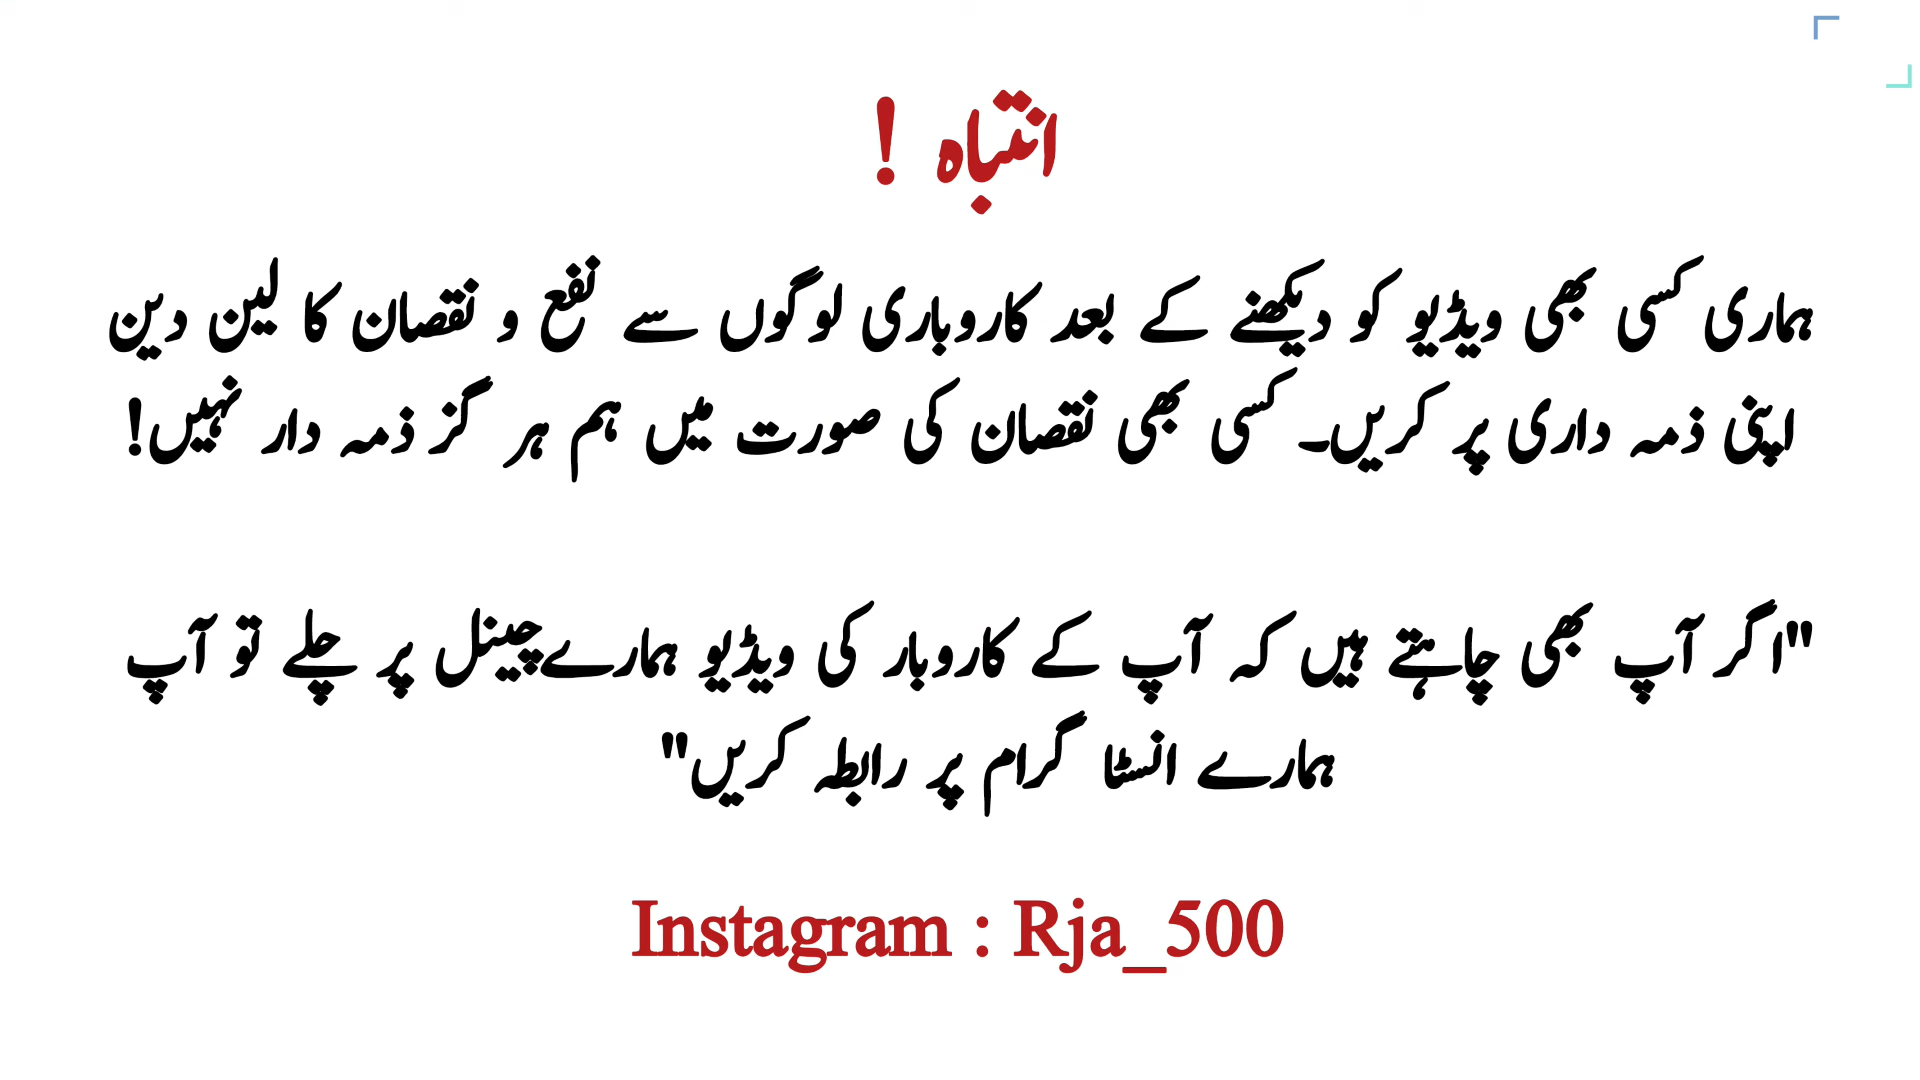 انتباہ !
ہماری کسی بھی ویڈیو کو دیکھنے کے بعد کاروباری لوگوں سے نفع و نقصان کا لین دین
اپنی ذمہ داری پر کریں۔ کسی بھی نقصان کی صورت میں ہم ہر گز ذمہ دار نہیں!
"اگر آپ بھی چاہتے ہیں کہ آپ کے کاروبار کی ویڈیو ہمارے چینل پر چلے تو آپ
ہمارے انسٹا گرام پر رابطہ کریں"
Instagram : Rja_500